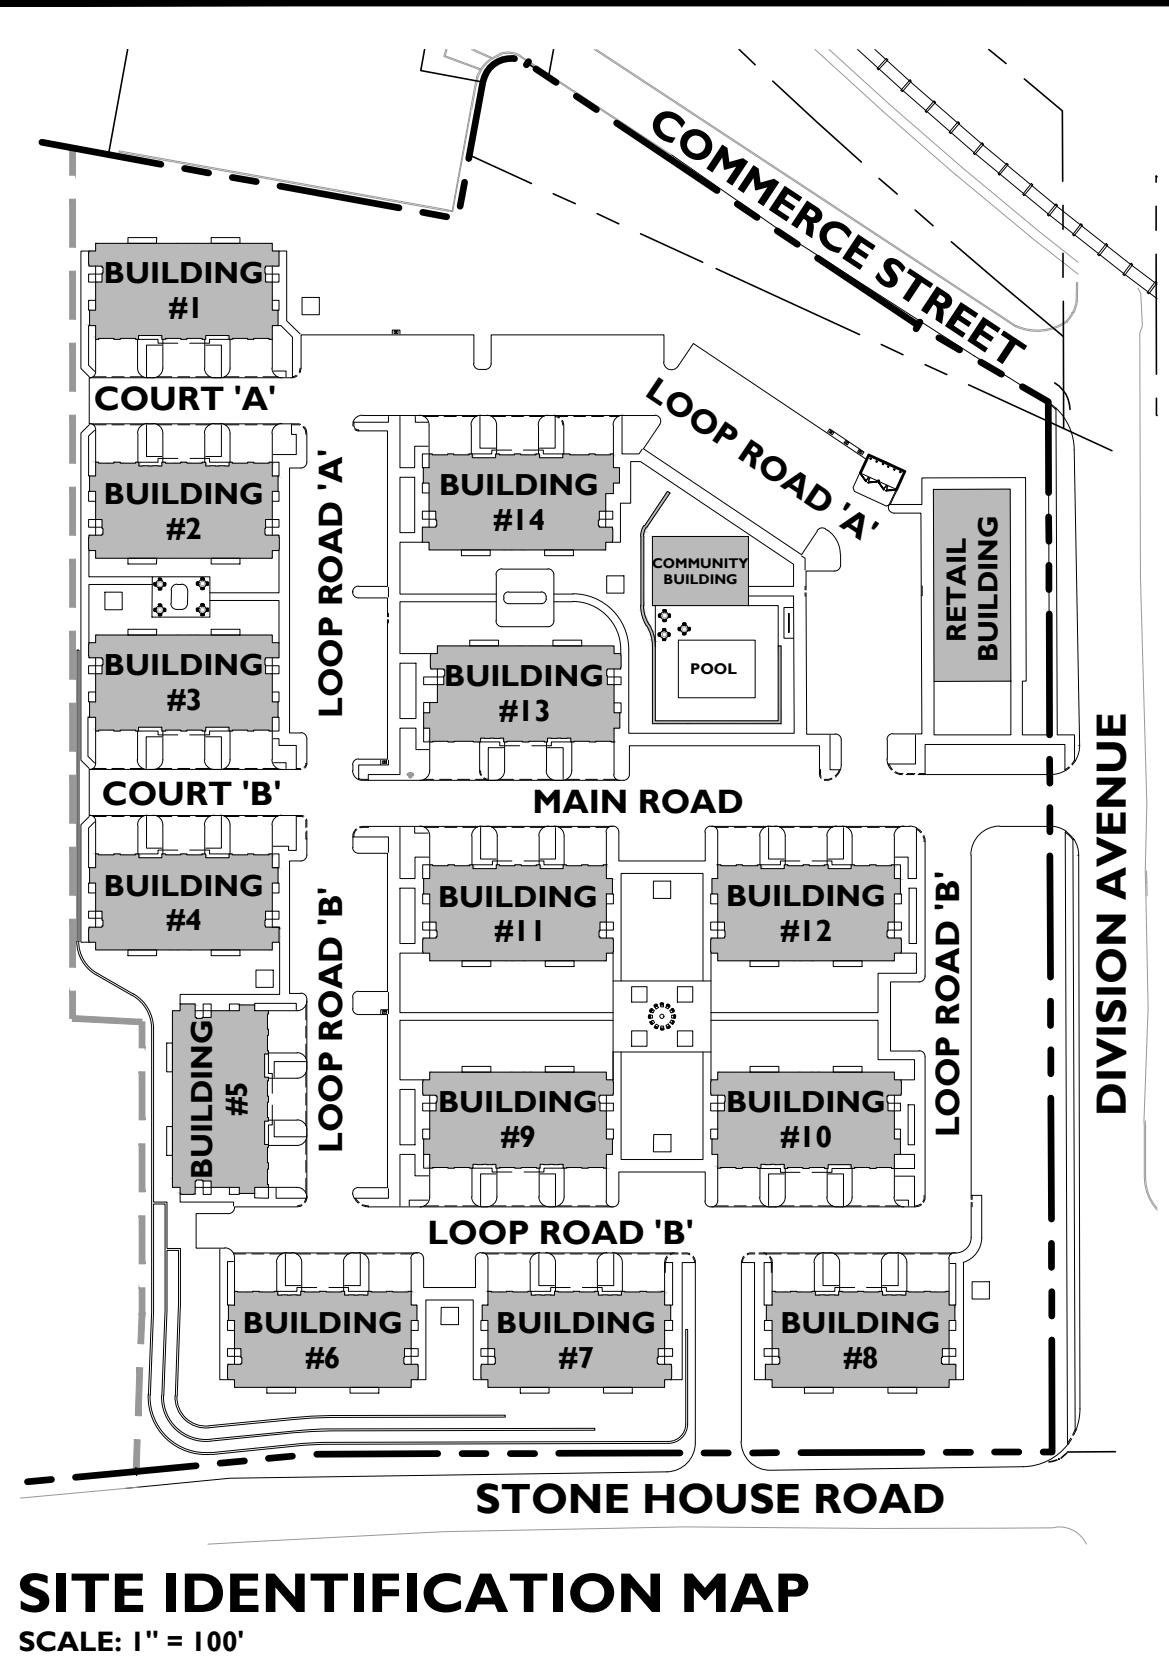 COMMERCE STREET
BUILDING
#1
COURT 'A'
LOOP ROAD 'A'
BUILDING
#2
LOOP ROAD 'A'
BUILDING
#14
COMMUNITY
BUILDING
RETAIL
BUILDING
BUILDING
#3
BUILDING
#13
POOL
COURT 'B'
MAIN ROAD
DIVISION AVENUE
BUILDING
#4
LOOP ROAD 'B'
BUILDING
#11
BUILDING
#12
LOOP ROAD 'B'
BUILDING
#5
BUILDING
#9
BUILDING
#10
LOOP ROAD 'B'
BUILDING
#6
BUILDING
#7
BUILDING
#8
STONE HOUSE ROAD
SITE IDENTIFICATION MAP
SCALE: 1" = 100'